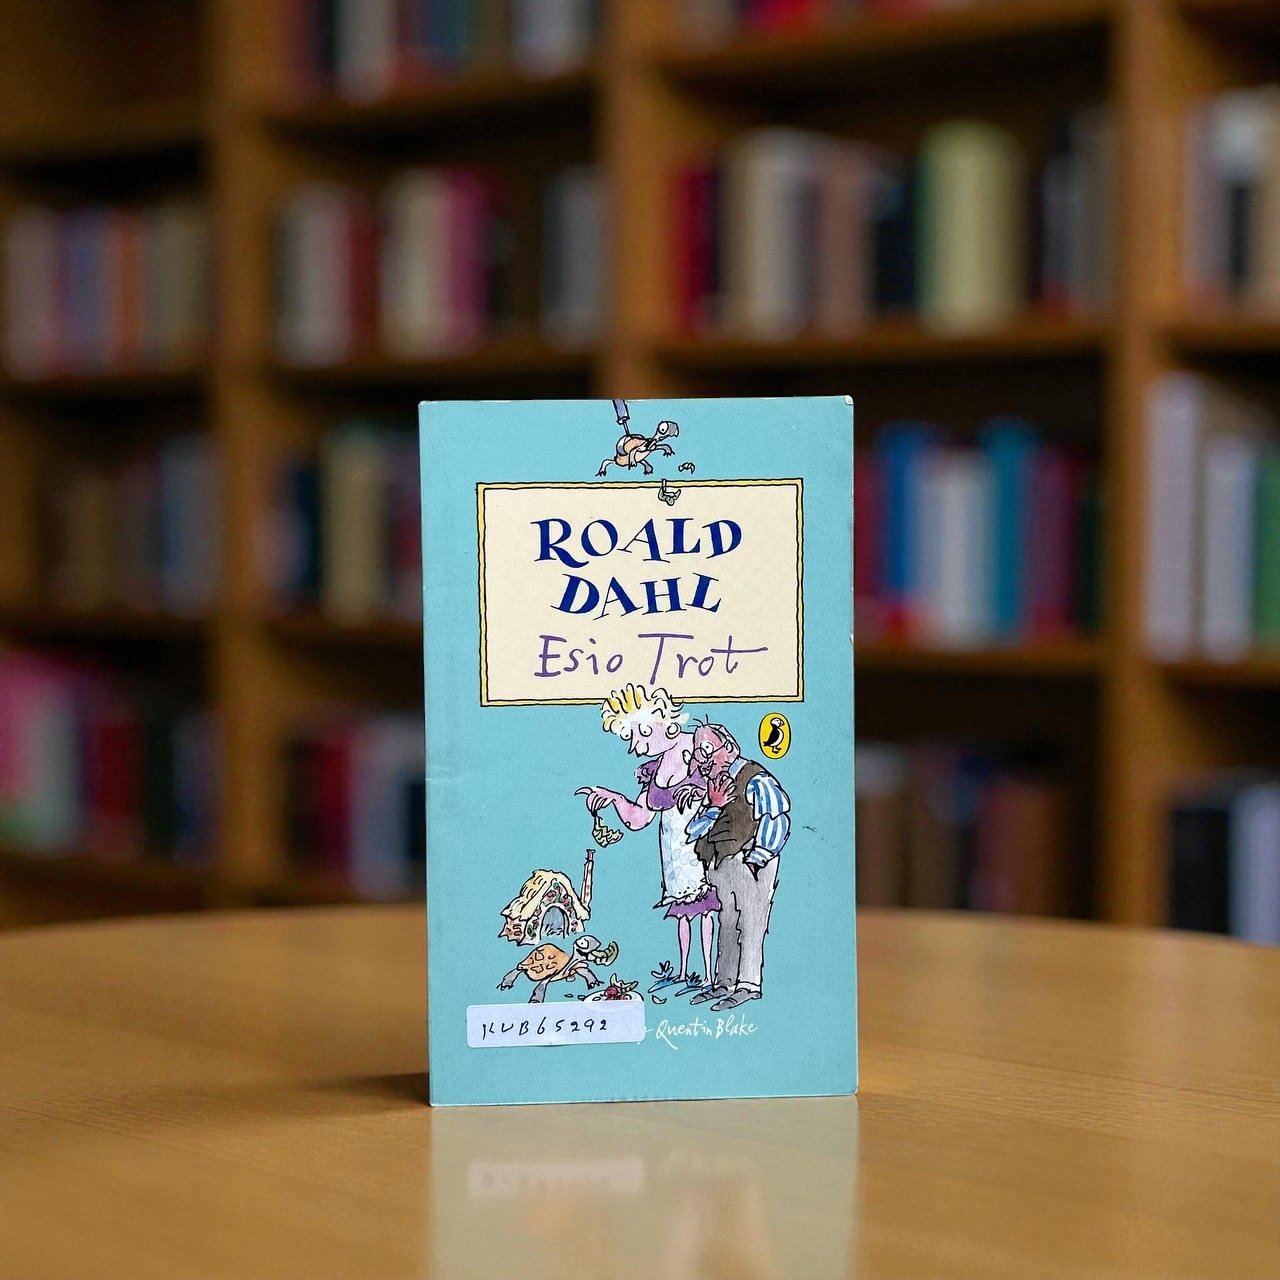 ROALD
DAHL
Esio Trot
KUB65292
Quentin Blake